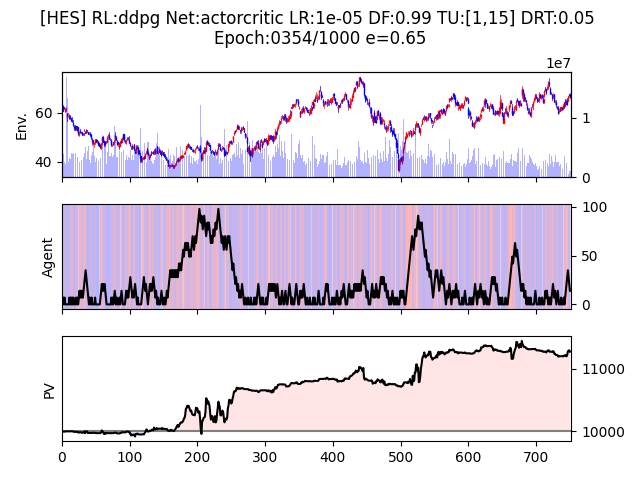 [HES] RL:ddpg Net:actorcritic LR:1e-05 DF:0.99 TU:[1,15] DRT:0.05
Epoch:0354/1000 e=0.65
1e7
Env.
60
40
1
0
Agent
100
50
0
PV
11000
10000
0 100 200 300 400 500 600 700